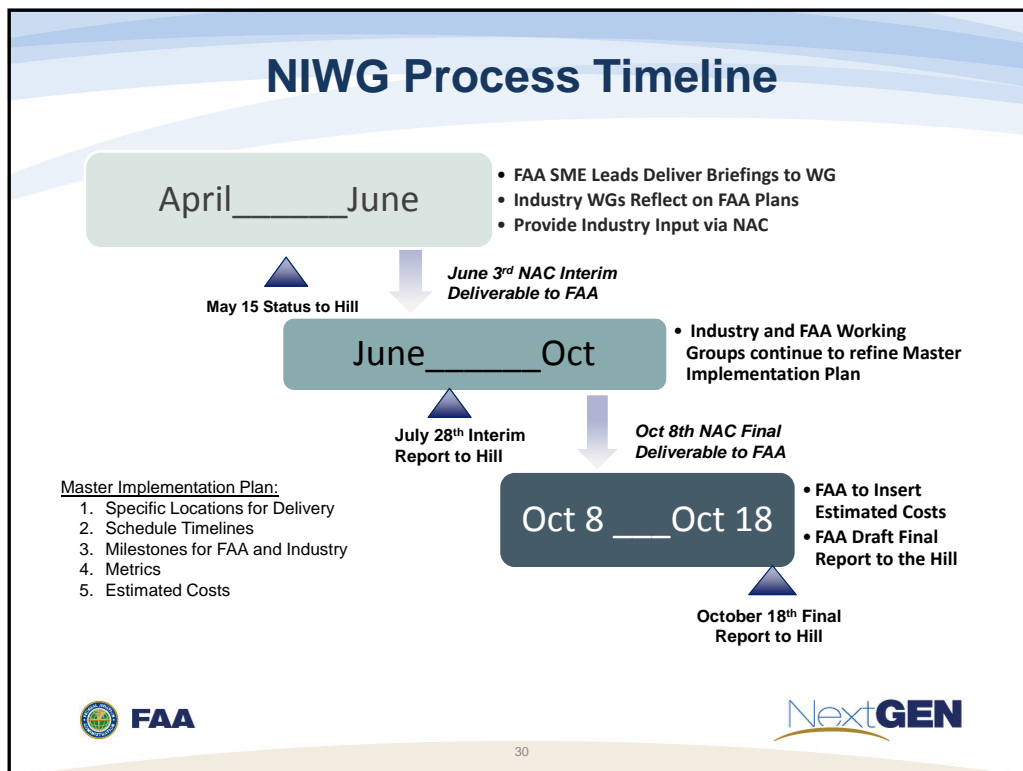 NIWG Process Timeline
April______June
• FAA SME Leads Deliver Briefings to WG
• Industry WGs Reflect on FAA Plans
• Provide Industry Input via NAC
May 15 Status to Hill
June 3rd NAC Interim
Deliverable to FAA
June______Oct
• Industry and FAA Working
Groups continue to refine Master
Implementation Plan
July 28th Interim
Report to Hill
Oct 8th NAC Final
Deliverable to FAA
Master Implementation Plan:
1. Specific Locations for Delivery
2. Schedule Timelines
3. Milestones for FAA and Industry
4. Metrics
5. Estimated Costs
Oct 8 ___Oct 18
• FAA to Insert
Estimated Costs
• FAA Draft Final
Report to the Hill
October 18th Final
Report to Hill
FAA
NextGEN
30